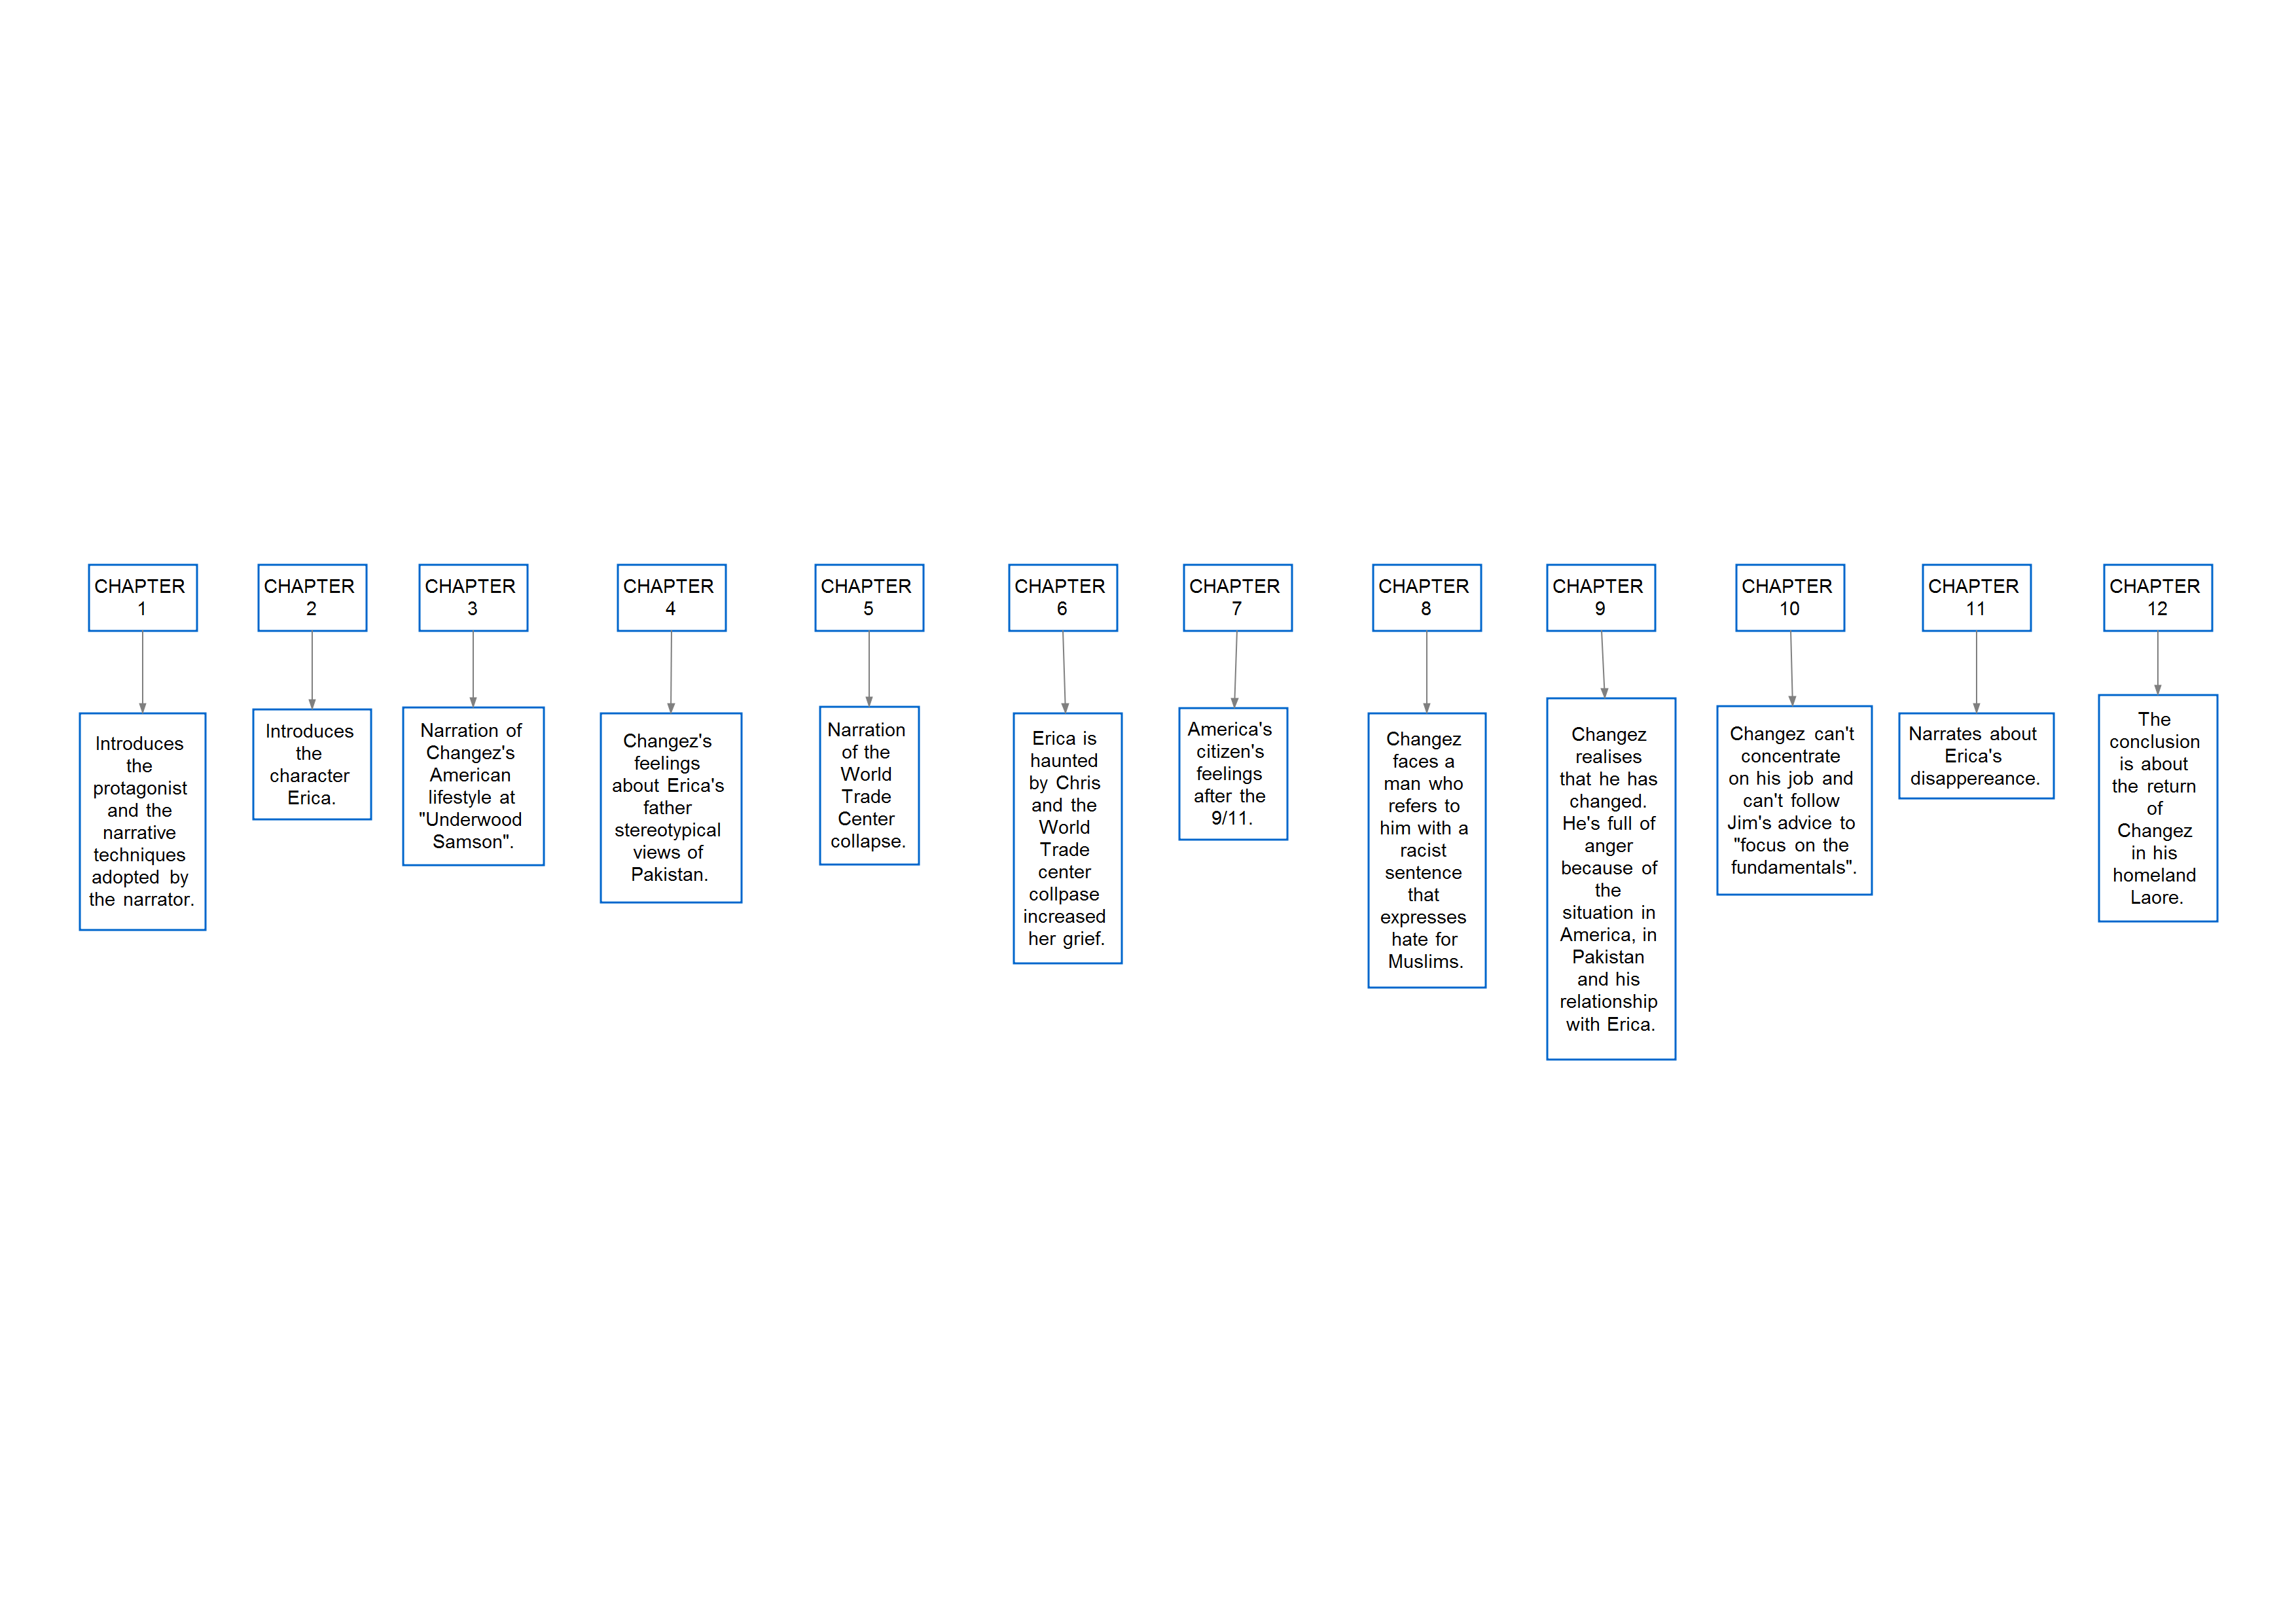 CHAPTER
1
CHAPTER
2
CHAPTER
3
CHAPTER
4
CHAPTER
5
CHAPTER
6
CHAPTER
7
CHAPTER
8
CHAPTER
9
CHAPTER
10
CHAPTER
11
CHAPTER
12
Introduces
the
protagonist
and the
narrative
techniques
adopted by
the narrator.
Introduces
the
character
Erica.
Narration of
Changez's
American
lifestyle at
"Underwood
Samson".
Changez's
feelings
about Erica's
father
stereotypical
views of
Pakistan.
Narration
of the
World
Trade
Center
collapse.
Erica is
haunted
by Chris
and the
World
Trade
center
collpase
increased
her grief.
America's
citizen's
feelings
after the
9/11.
Changez
faces a
man who
refers to
him with a
racist
sentence
that
expresses
hate for
Muslims.
Changez
realises
that he has
changed.
He's full of
anger
because of
the
situation in
America, in
Pakistan
and his
relationship
with Erica.
Changez can't
concentrate
on his job and
can't follow
Jim's advice to
"focus on the
fundamentals".
Narrates about
Erica's
disappereance.
The
conclusion
is about
the return
of
Changez
in his
homeland
Laore.